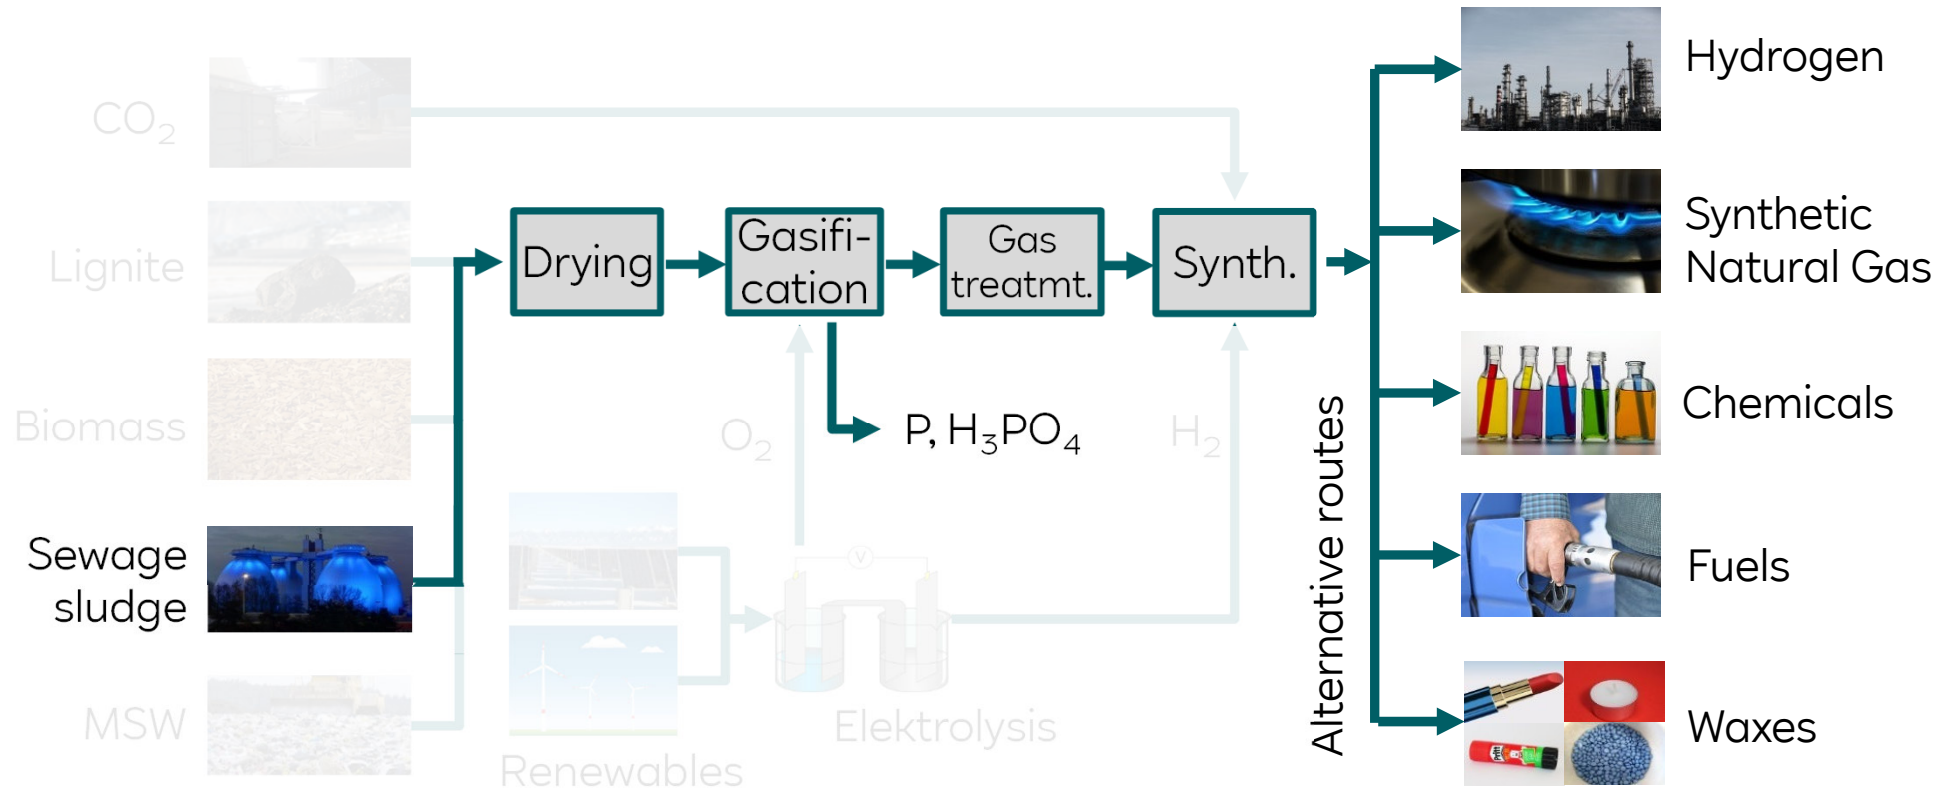 CO2
Lignite
Biomass
Sewage
sludge
MSW
Drying
Gasifi-
cation
Gas
treatmt.
Synth.
O2
P, H3PO4
H2
V
Renewables
Elektrolysis
Alternative routes
Hydrogen
Synthetic
Natural Gas
Chemicals
Fuels
Waxes
Pritt